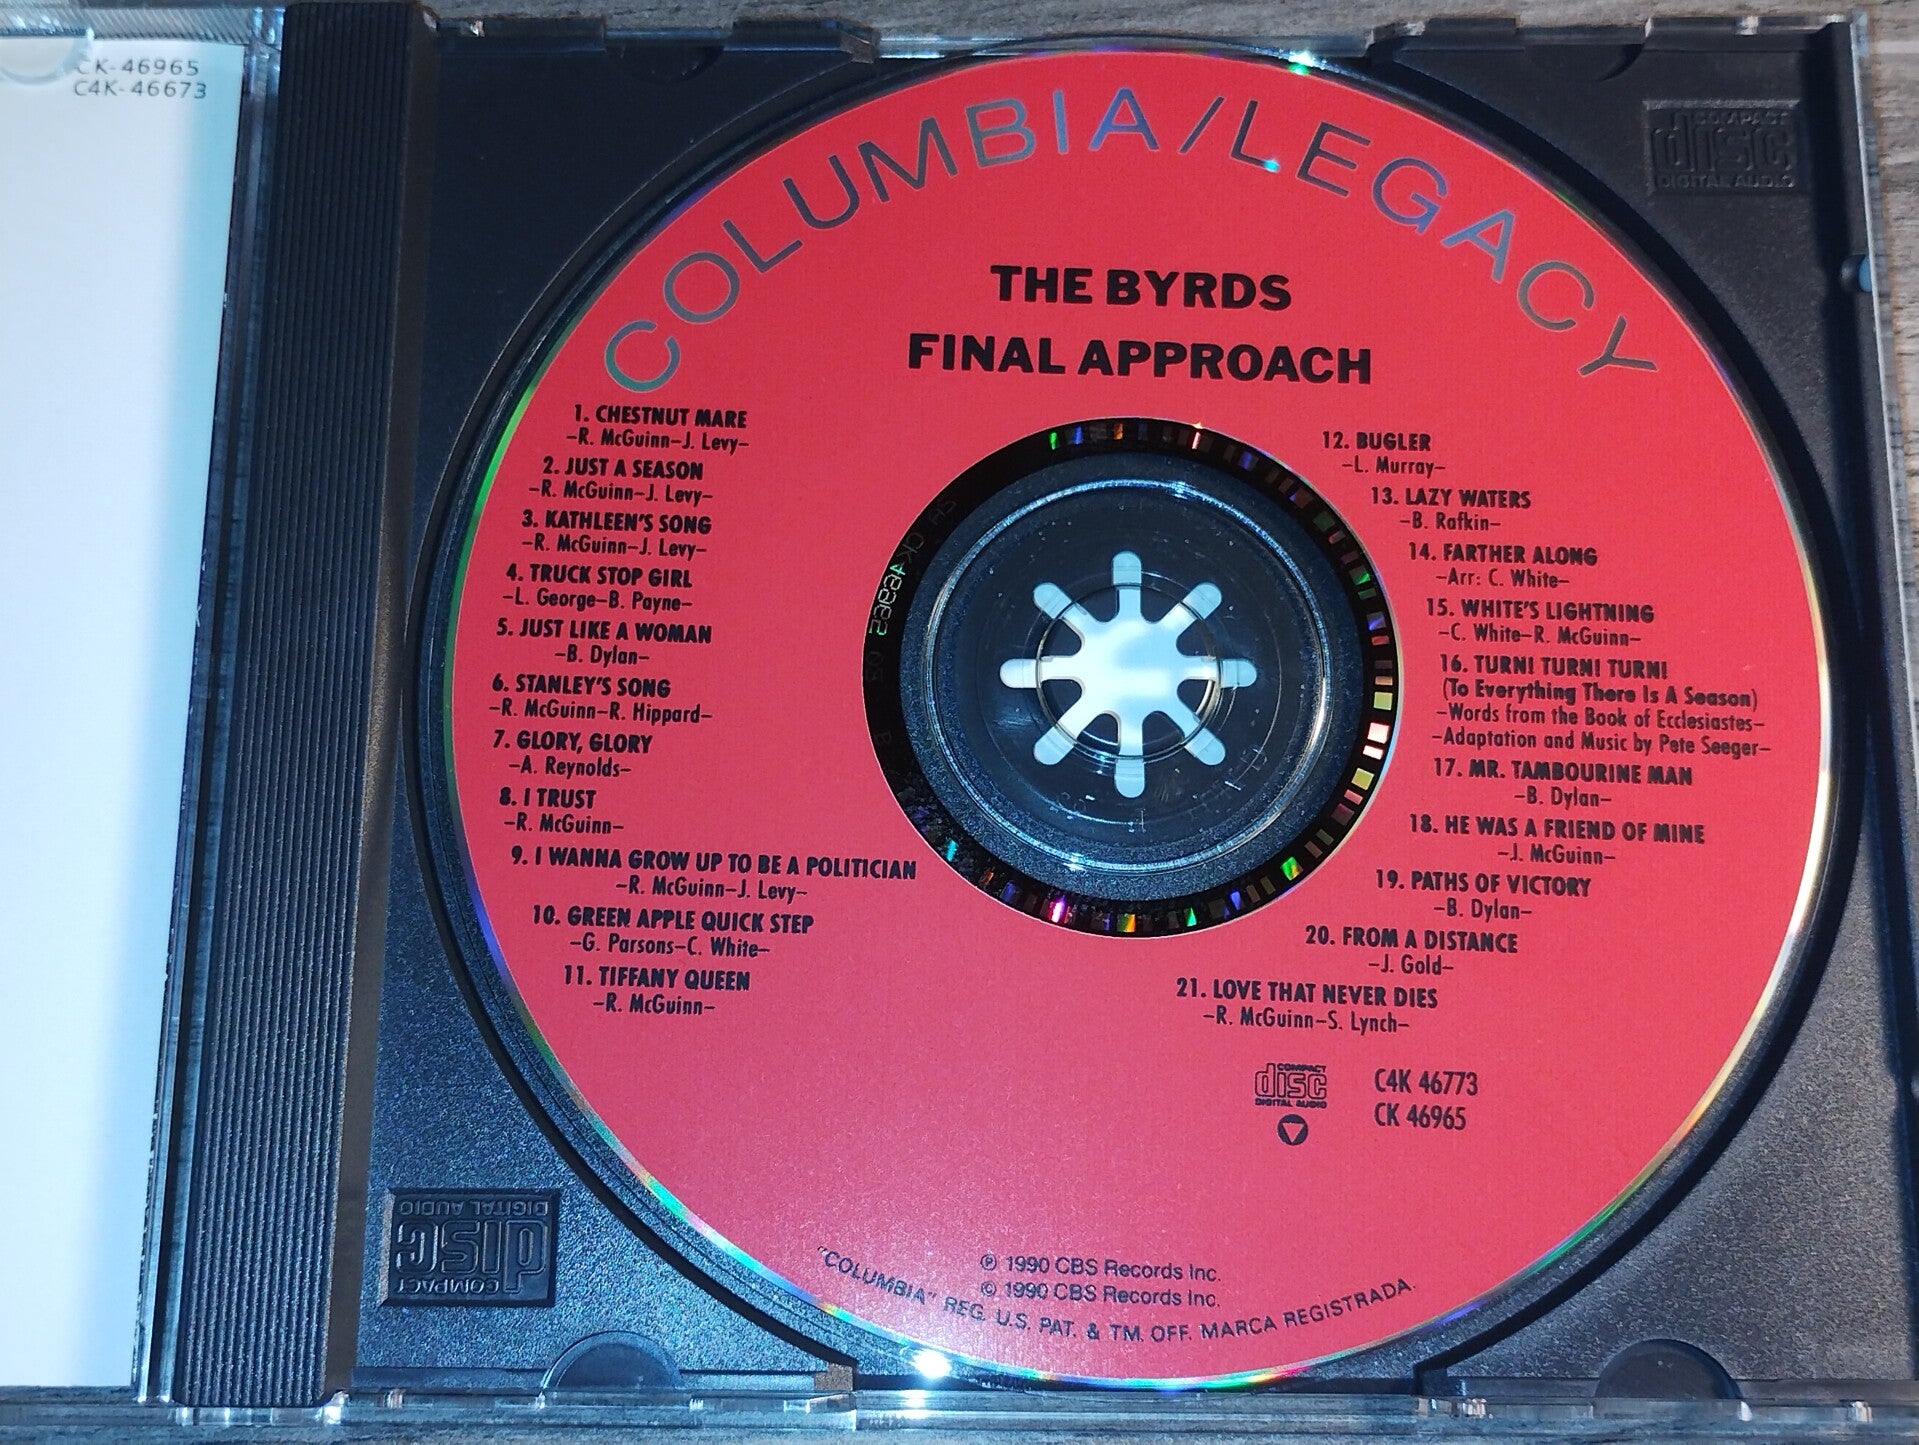 CK-46965
C4K-46673
COLUMBIA/LEGACY
COMPACT
disc
DIGITAL AUDIO
THE BYRDS
FINAL APPROACH
1. CHESTNUT MARE
–R. McGuinn–J. Levy–
2. JUST A SEASON
–R. McGuinn–J. Levy–
3. KATHLEEN'S SONG
–R. McGuinn–J. Levy–
4. TRUCK STOP GIRL
–L. George–B. Payne–
5. JUST LIKE A WOMAN
–B. Dylan–
6. STANLEY'S SONG
–R. McGuinn–R. Hippard–
7. GLORY, GLORY
–A. Reynolds–
8. I TRUST
–R. McGuinn–
9. I WANNA GROW UP TO BE A POLITICIAN
–R. McGuinn–J. Levy–
10. GREEN APPLE QUICK STEP
–G. Parsons–C. White–
11. TIFFANY QUEEN
–R. McGuinn–
12. BUGLER
–L. Murray–
13. LAZY WATERS
–B. Rafkin–
14. FARTHER ALONG
–Arr: C. White–
15. WHITE'S LIGHTNING
–C. White–R. McGuinn–
16. TURN! TURN! TURN!
(To Everything There Is A Season)
–Words from the Book of Ecclesiastes–
–Adaptation and Music by Pete Seeger–
17. MR. TAMBOURINE MAN
–B. Dylan–
18. HE WAS A FRIEND OF MINE
–J. McGuinn–
19. PATHS OF VICTORY
–B. Dylan–
20. FROM A DISTANCE
–J. Gold–
21. LOVE THAT NEVER DIES
–R. McGuinn–S. Lynch–
COMPACT
disc
DIGITAL AUDIO
C4K 46773
CK 46965
℗ 1990 CBS Records Inc.
© 1990 CBS Records Inc.
"COLUMBIA" REG. U.S. PAT. & TM. OFF. MARCA REGISTRADA.
COMPACT
disc
DIGITAL AUDIO